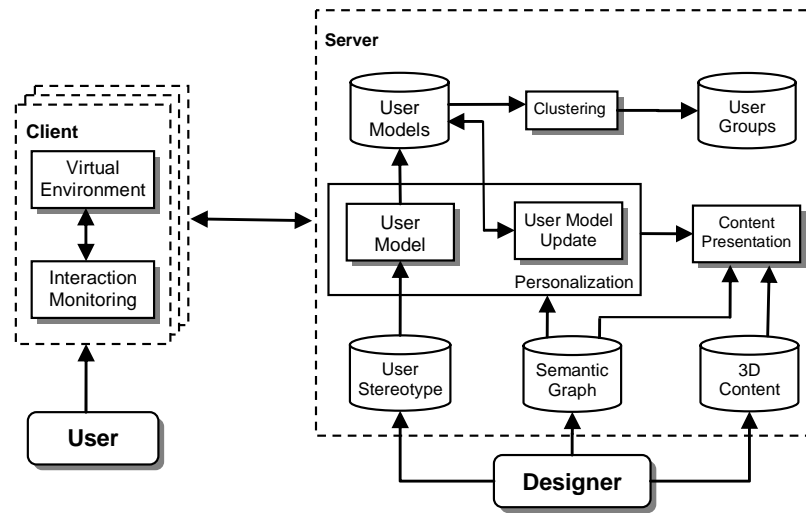 Server
Client
User
Models
Clustering
User
Groups
Virtual
Environment
User
Model
User Model
Update
Content
Presentation
Interaction
Monitoring
Personalization
User
Stereotype
Semantic
Graph
3D
Content
User
Designer